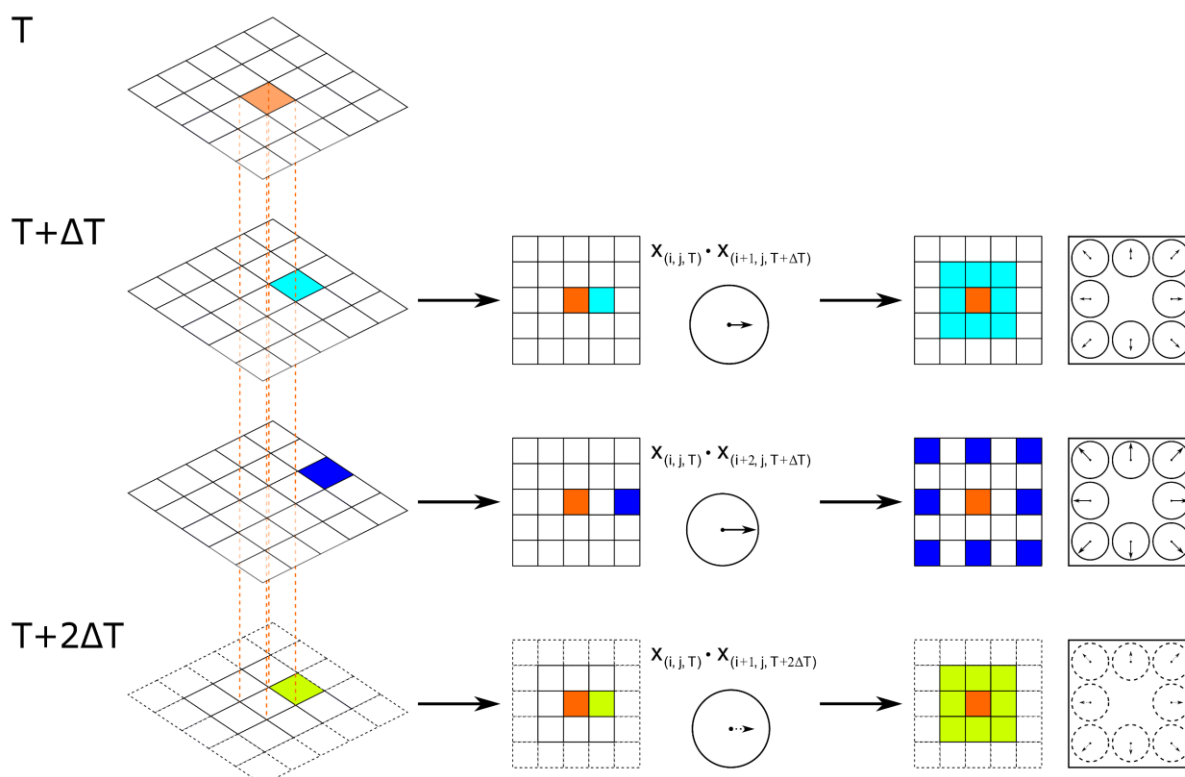 T
T+ΔT
X(i, j, T) • X(i+1, j, T+ΔT)
X(i, j, T) • X(i+2, j, T+ΔT)
T+2ΔT
X(i, j, T) • X(i+1, j, T+2ΔT)